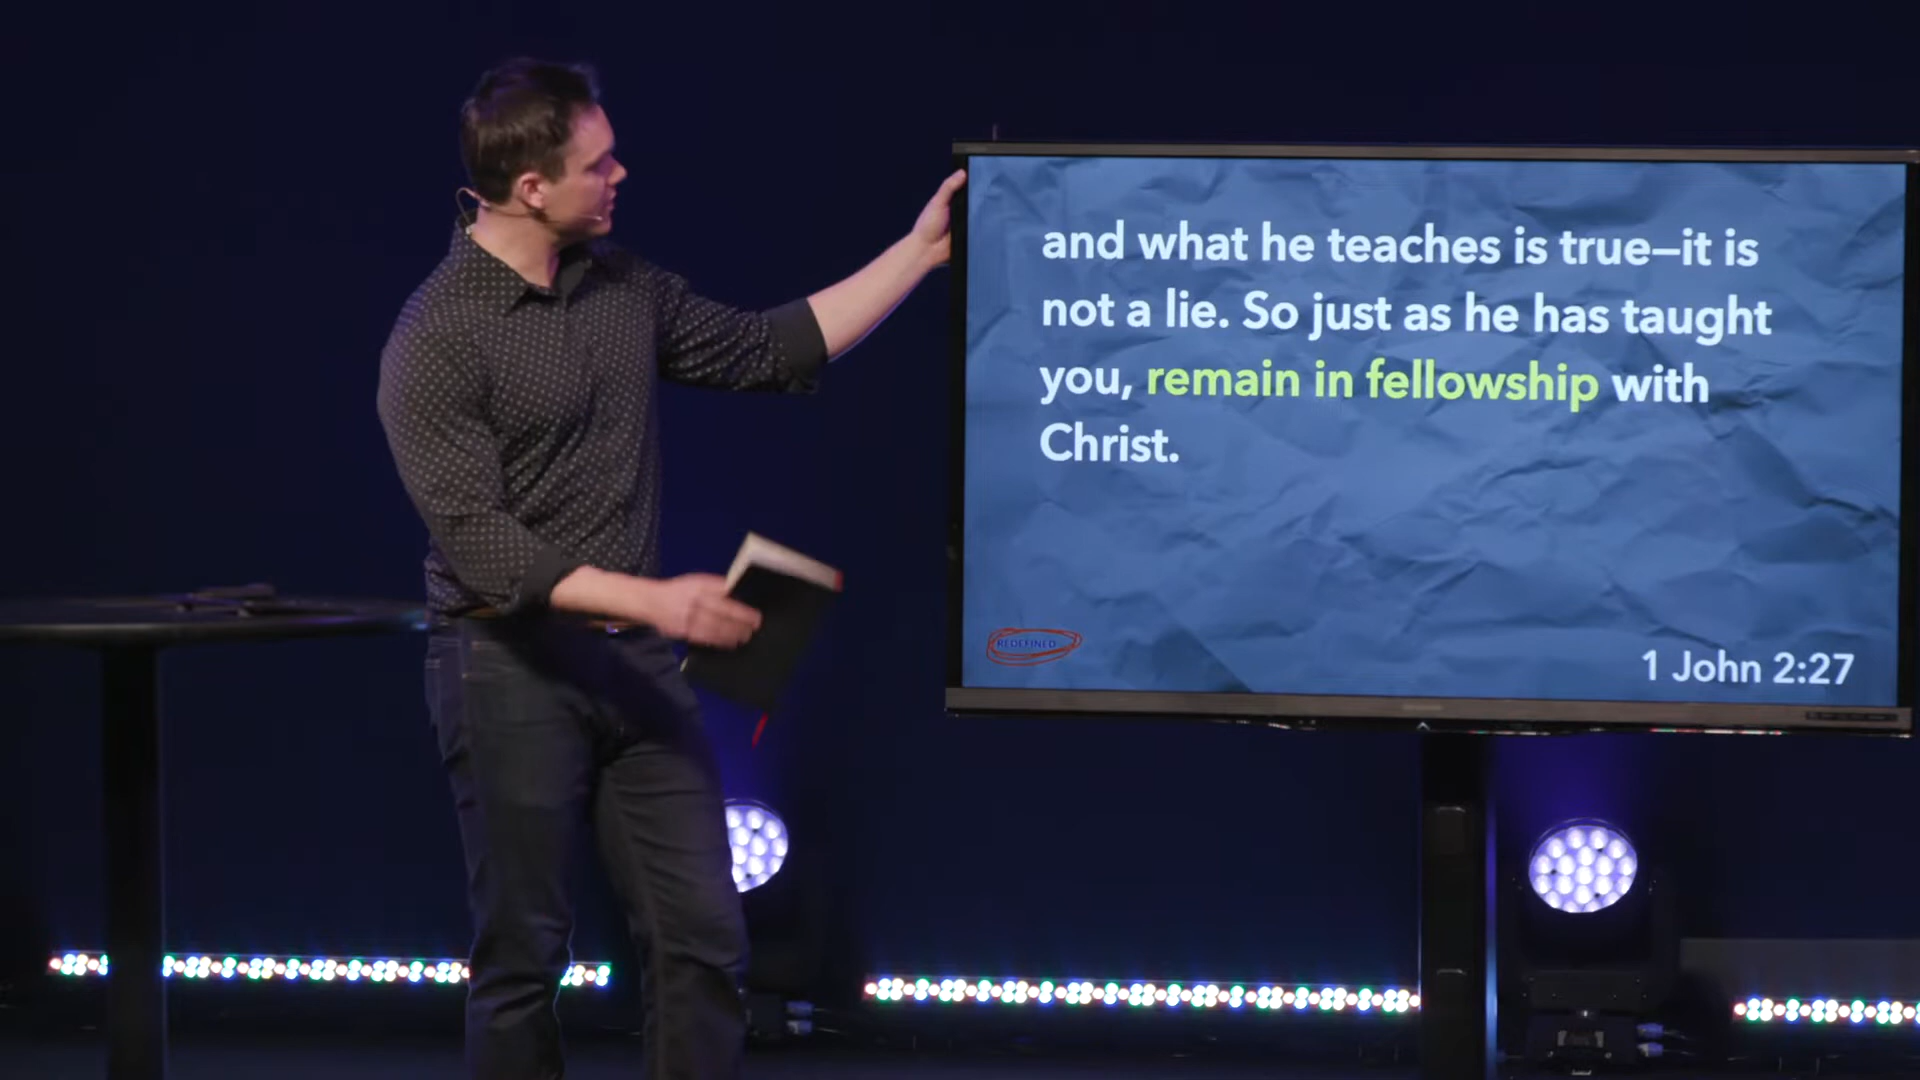 and what he teaches is true—it is
not a lie. So just as he has taught
you, remain in fellowship with
Christ.
REDEFINED
1 John 2:27